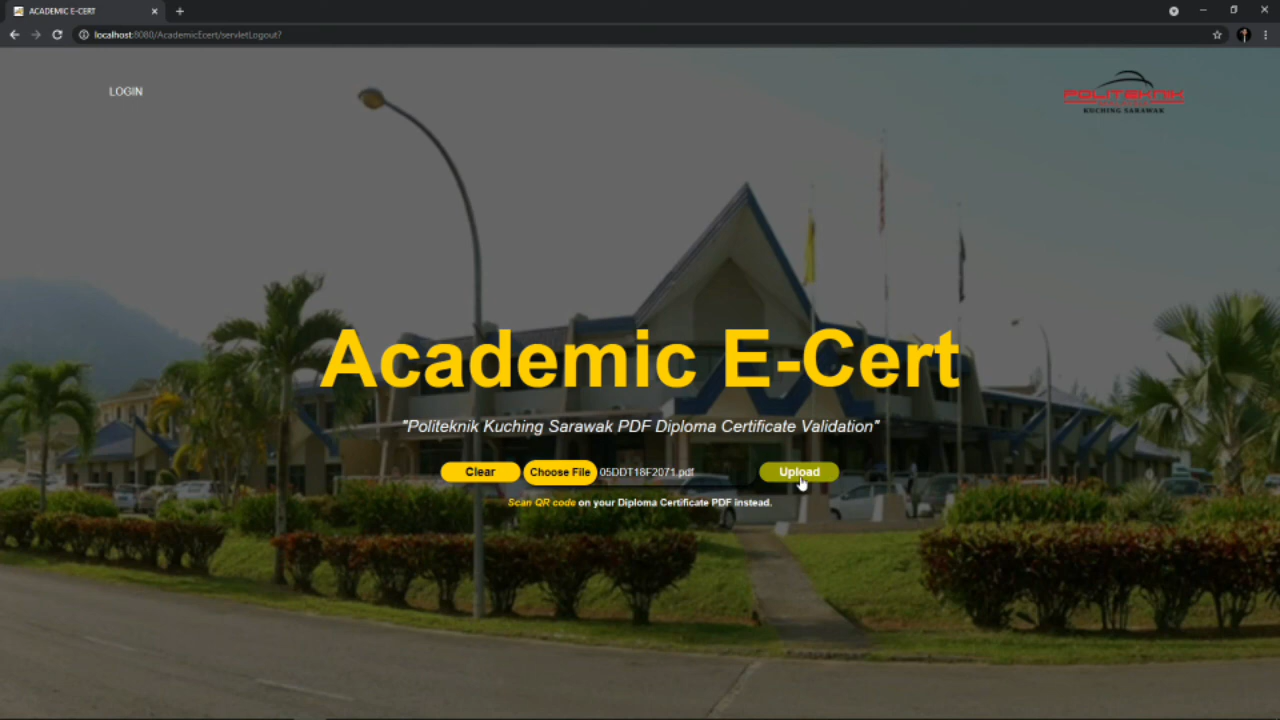 ACADEMIC E-CERT
localhost:8080/AcademicEcert/servletLogout?
LOGIN
POLITEKNIK
KUCHING SARAWAK
Academic E-Cert
"Politeknik Kuching Sarawak PDF Diploma Certificate Validation"
Clear Choose File 05DDT18F2071.pdf Upload
Scan QR code on your Diploma Certificate PDF instead.